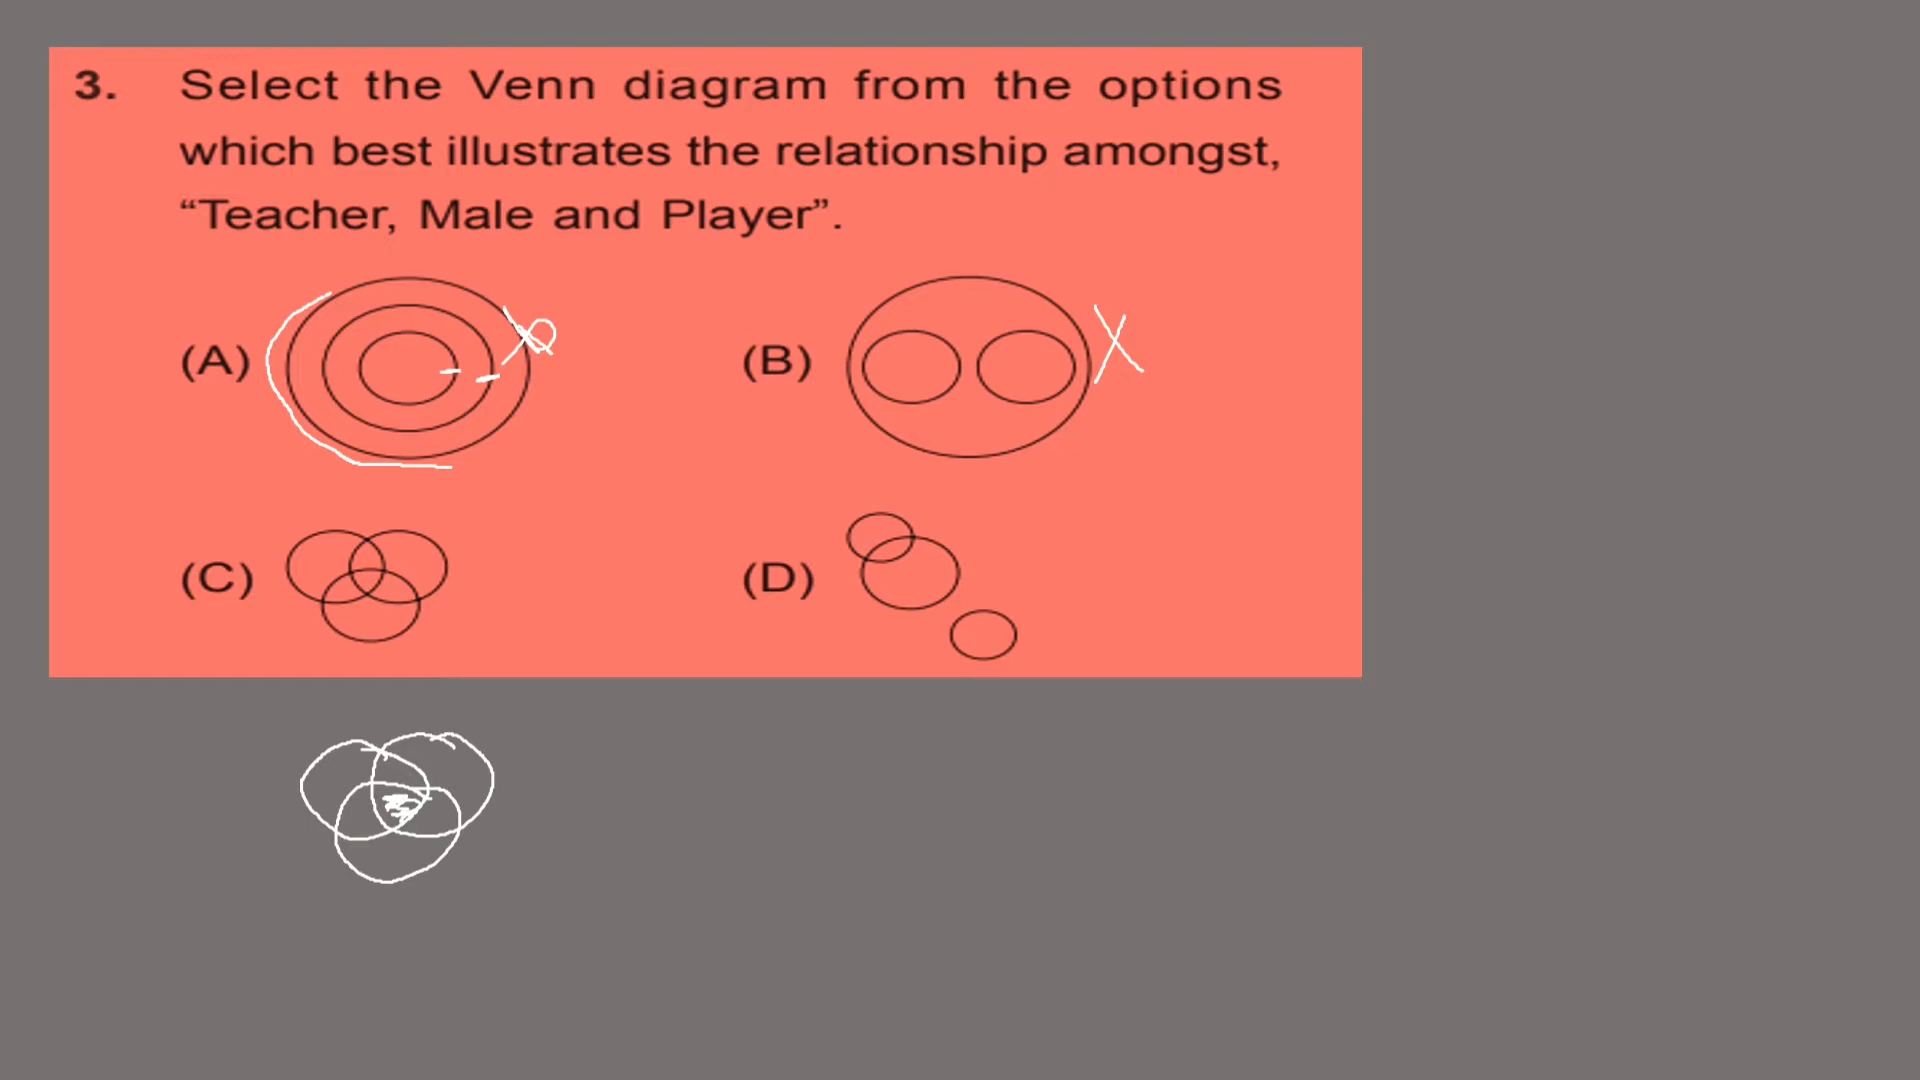 3. Select the Venn diagram from the options
which best illustrates the relationship amongst,
“Teacher, Male and Player”.
(A)
(B)
(C)
(D)